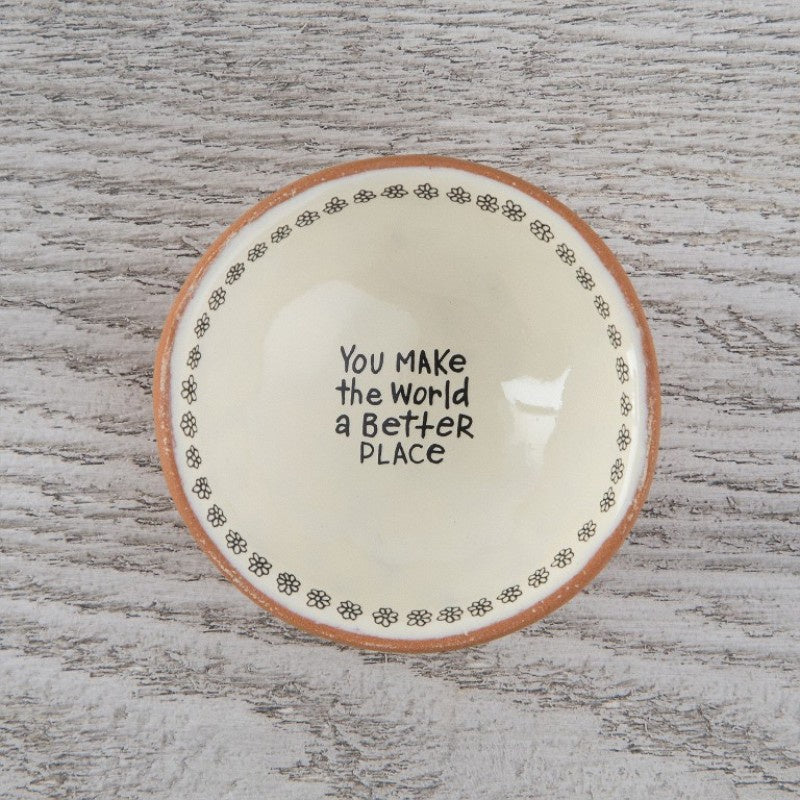 You MAKe
the World
a BetteR
PLACe